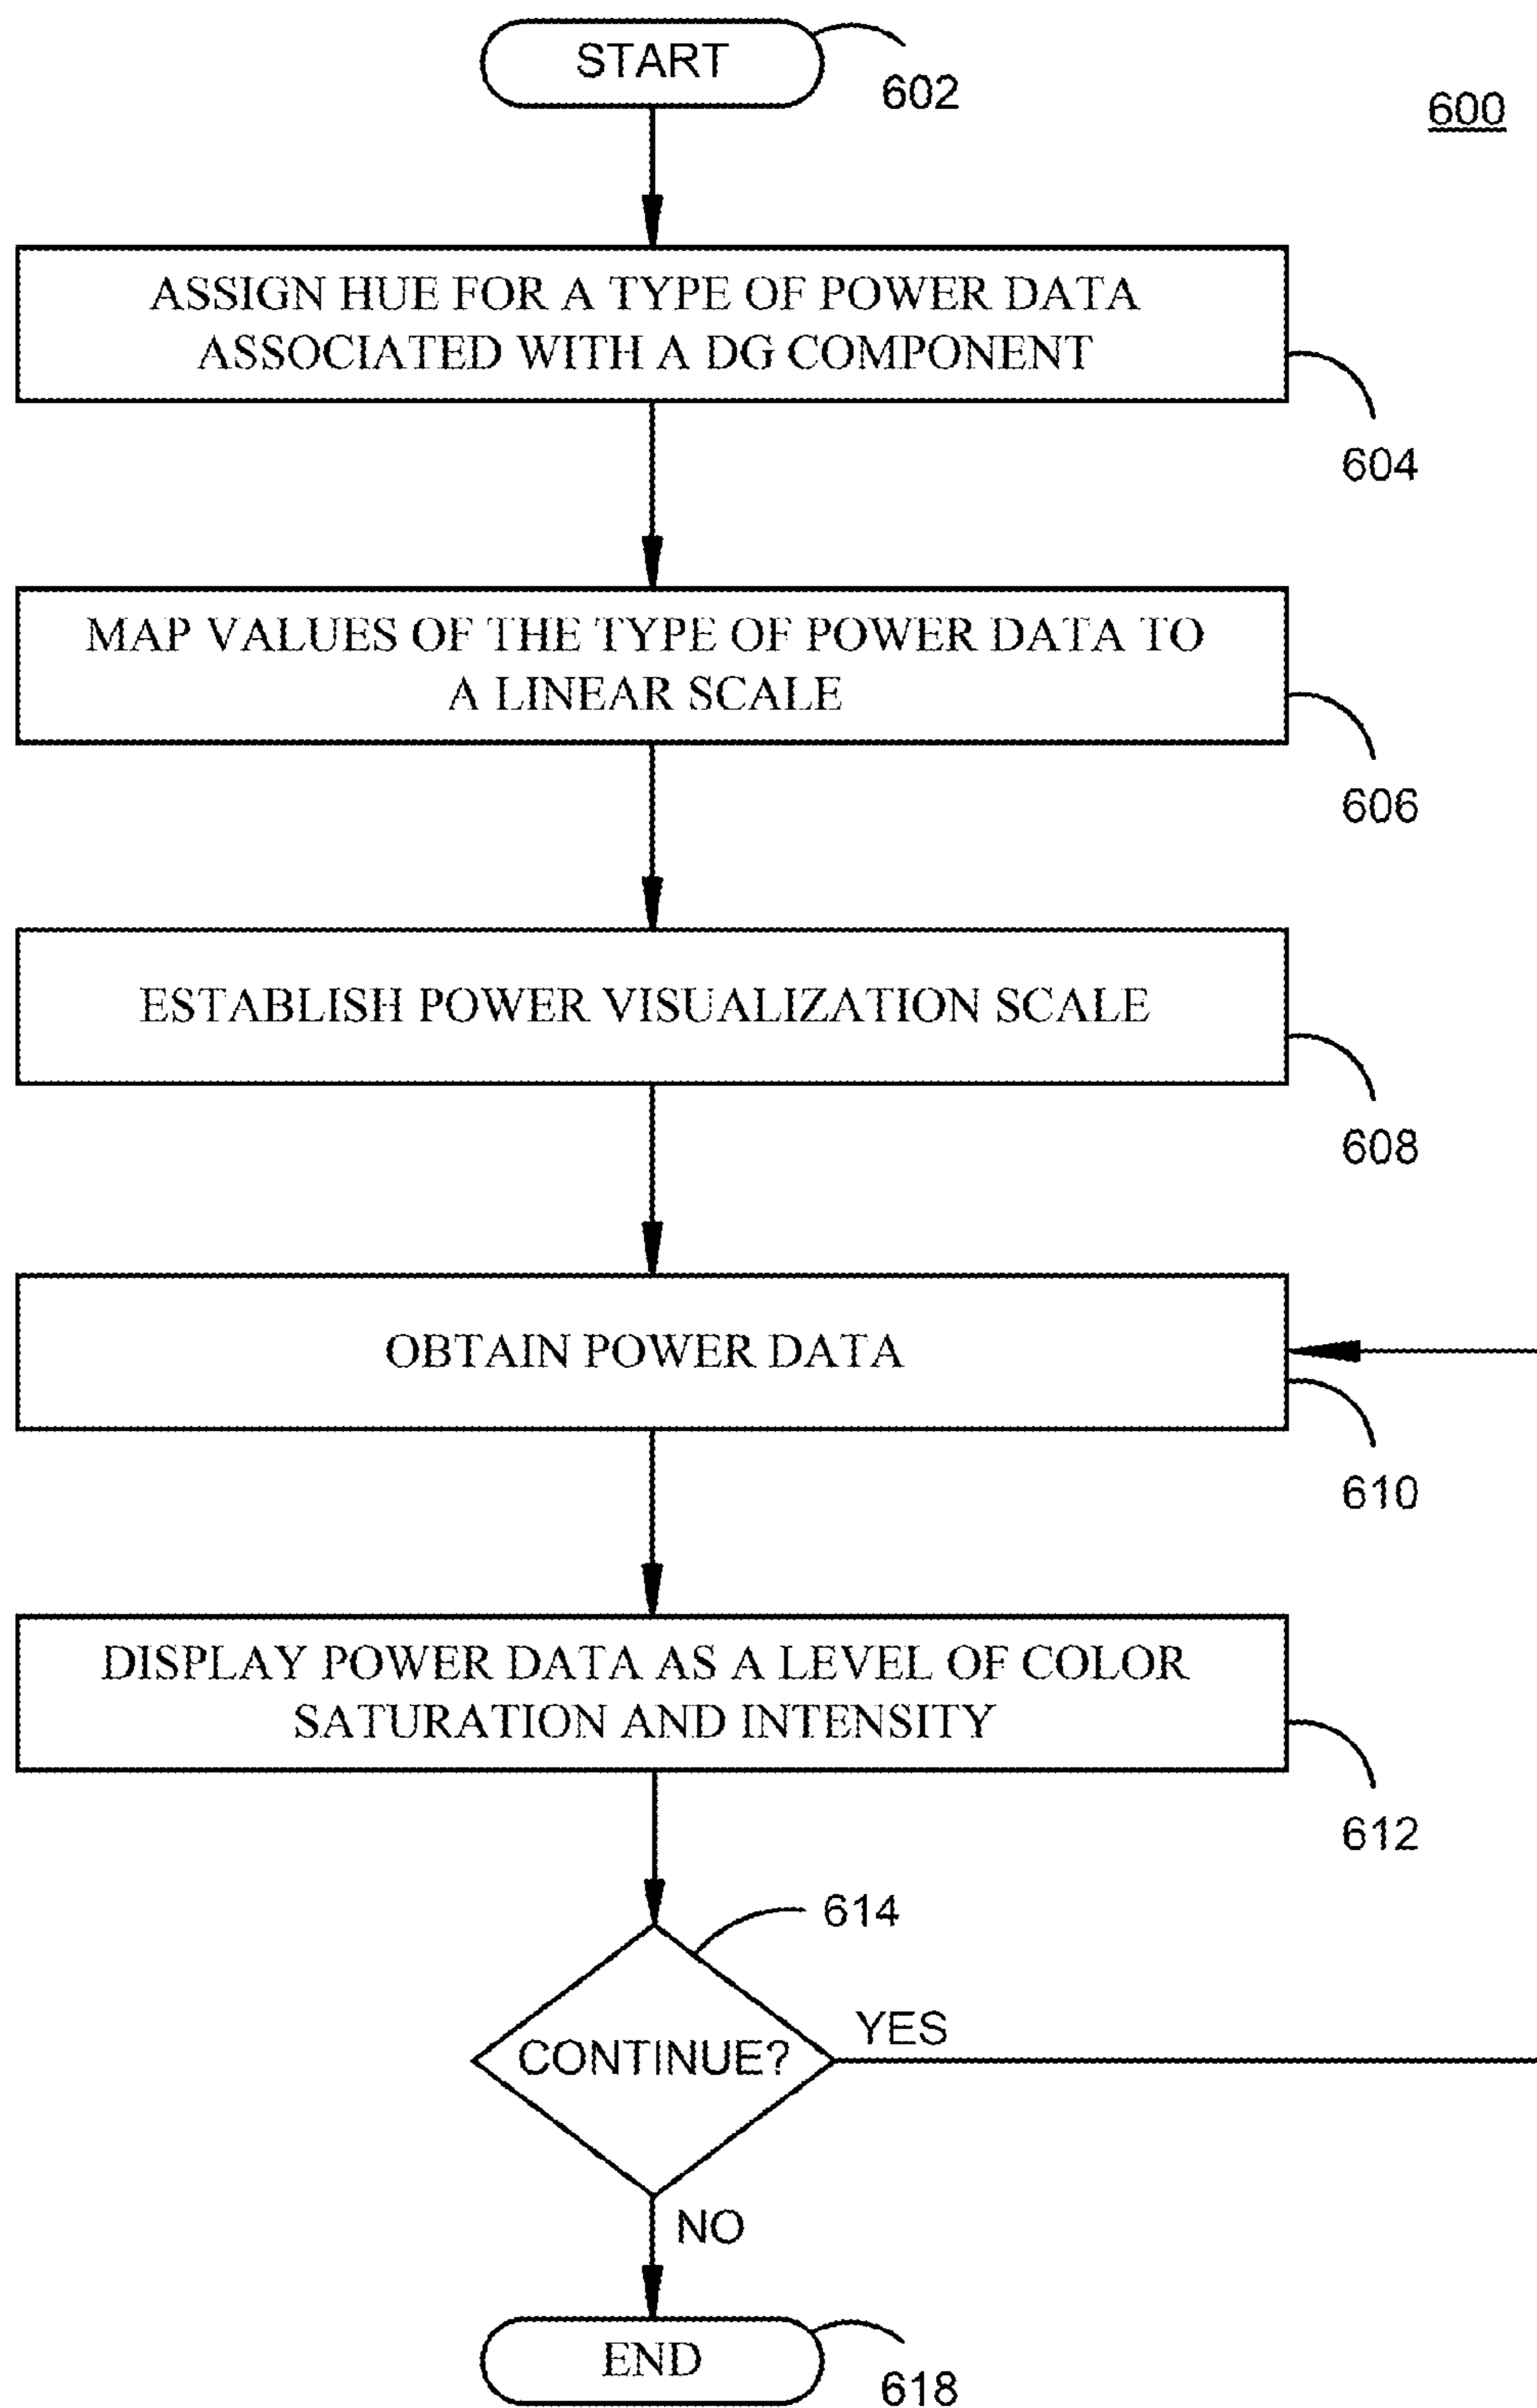 START
602
600
ASSIGN HUE FOR A TYPE OF POWER DATA
ASSOCIATED WITH A DG COMPONENT
604
MAP VALUES OF THE TYPE OF POWER DATA TO
A LINEAR SCALE
606
ESTABLISH POWER VISUALIZATION SCALE
608
OBTAIN POWER DATA
610
DISPLAY POWER DATA AS A LEVEL OF COLOR
SATURATION AND INTENSITY
612
614
CONTINUE?
YES
NO
END
618